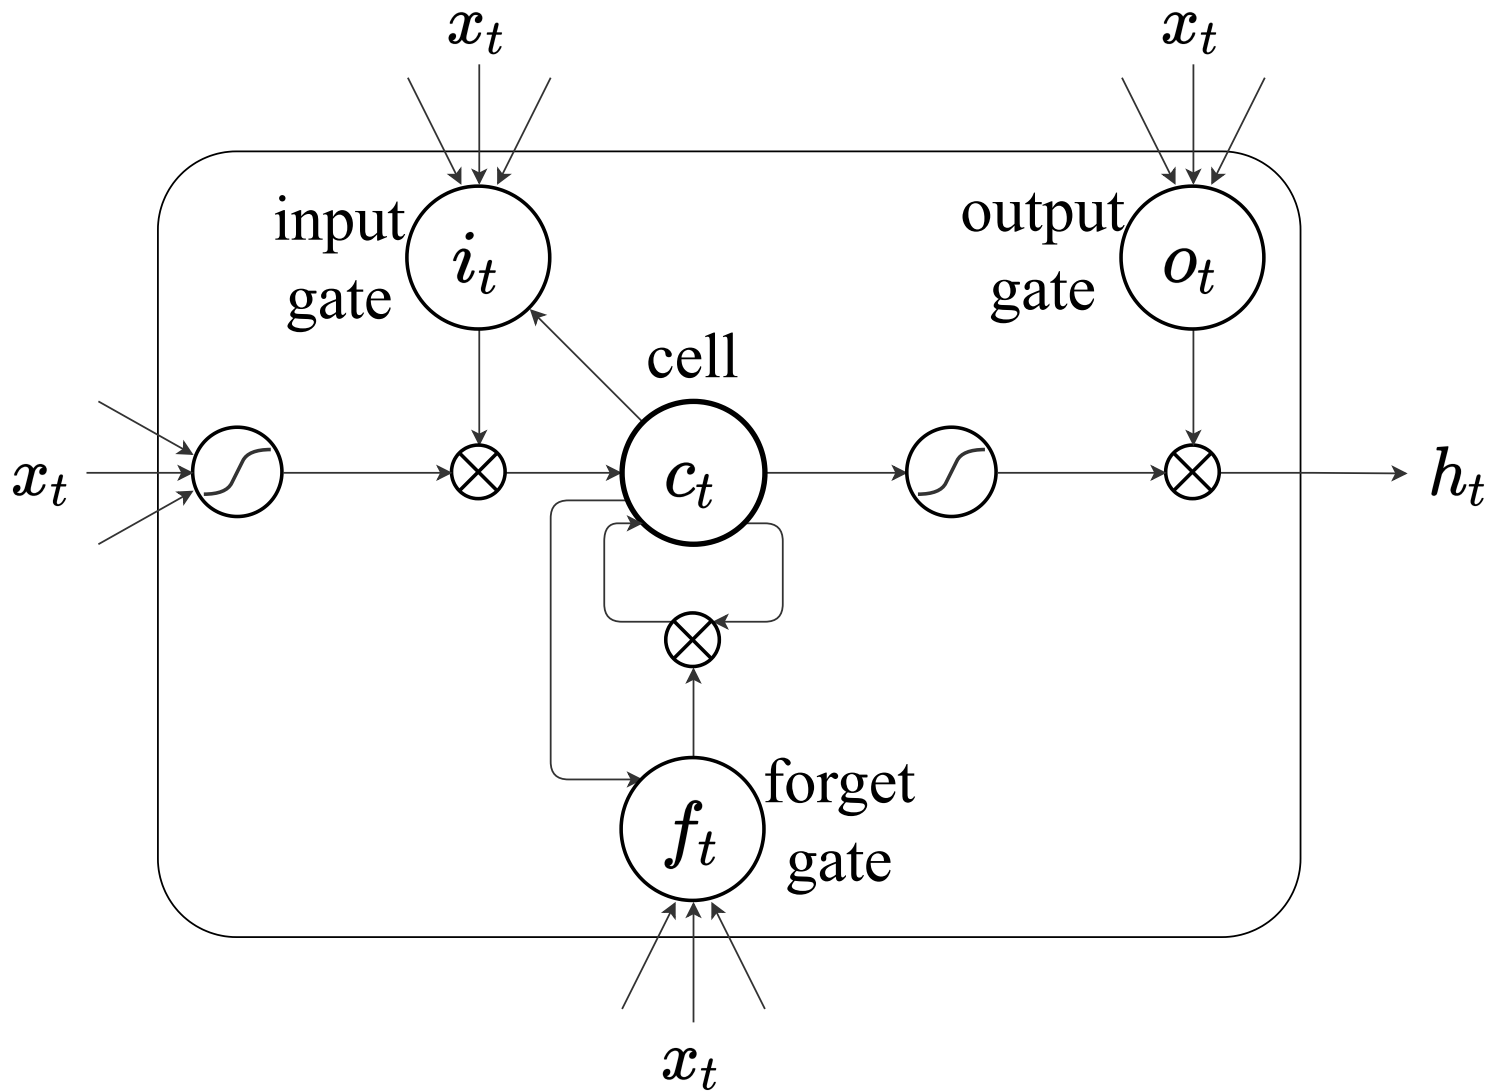 x_t
x_t
input
gate
i_t
output
gate
o_t
cell
x_t
c_t
h_t
forget
gate
f_t
x_t